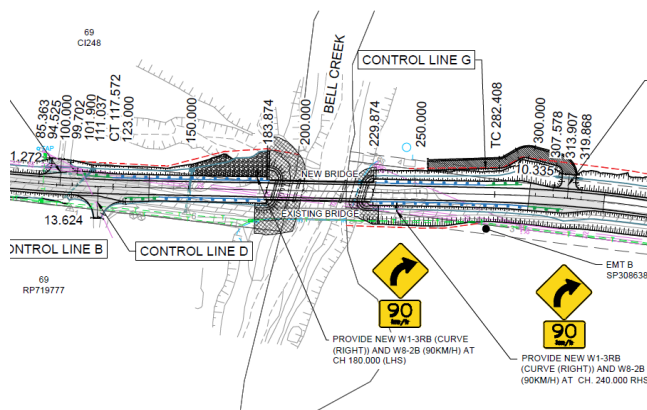 69
CI248
BELL CREEK
CONTROL LINE G
85.363
94.525
100.000
99.702
101.900
111.037
CT 117.572
123.000
150.000
183.874
200.000
229.874
250.000
TC 282.408
300.000
307.578
313.907
319.868
1.272
10.335
NEW BRIDGE
EXISTING BRIDGE
13.624
ONTROL LINE B
CONTROL LINE D
69
RP719777
EMT B
SP308638
90
km/h
90
km/h
PROVIDE NEW W1-3RB (CURVE
(RIGHT)) AND W8-2B (90KM/H) AT
CH 180.000 (LHS)
PROVIDE NEW W1-3RB
(CURVE (RIGHT)) AND W8-2B
(90KM/H) AT CH. 240.000 RHS